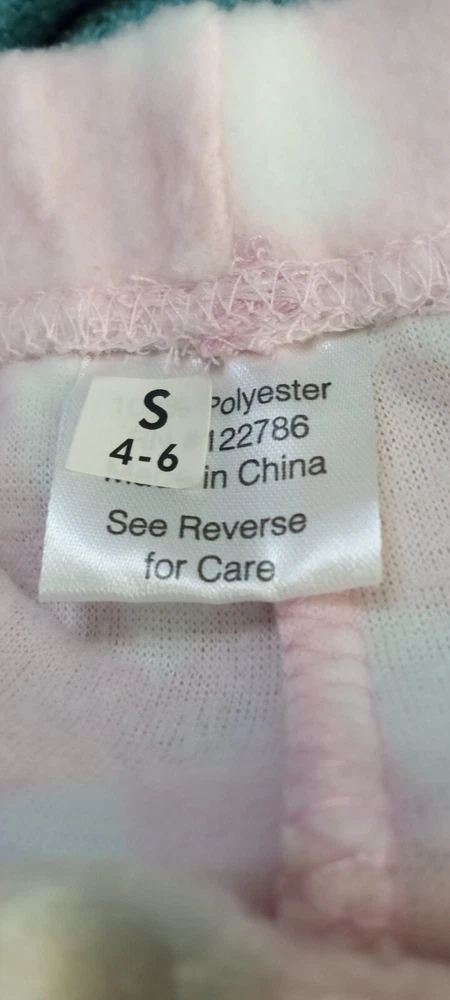 S
4-6
Polyester
122786
in China
See Reverse
for Care